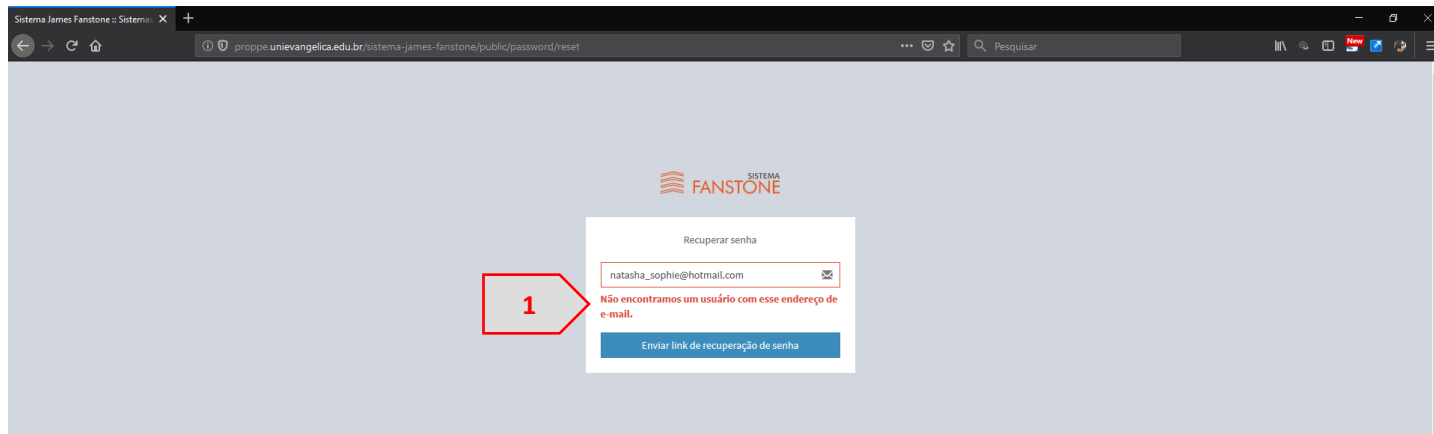 Sistema James Fanstone :: Sistemas
proppe.unievangelica.edu.br/sistema-james-fanstone/public/password/reset
Pesquisar
New
SISTEMA
FANSTONE
Recuperar senha
natasha_sophie@hotmail.com
1
Não encontramos um usuário com esse endereço de
e-mail.
Enviar link de recuperação de senha